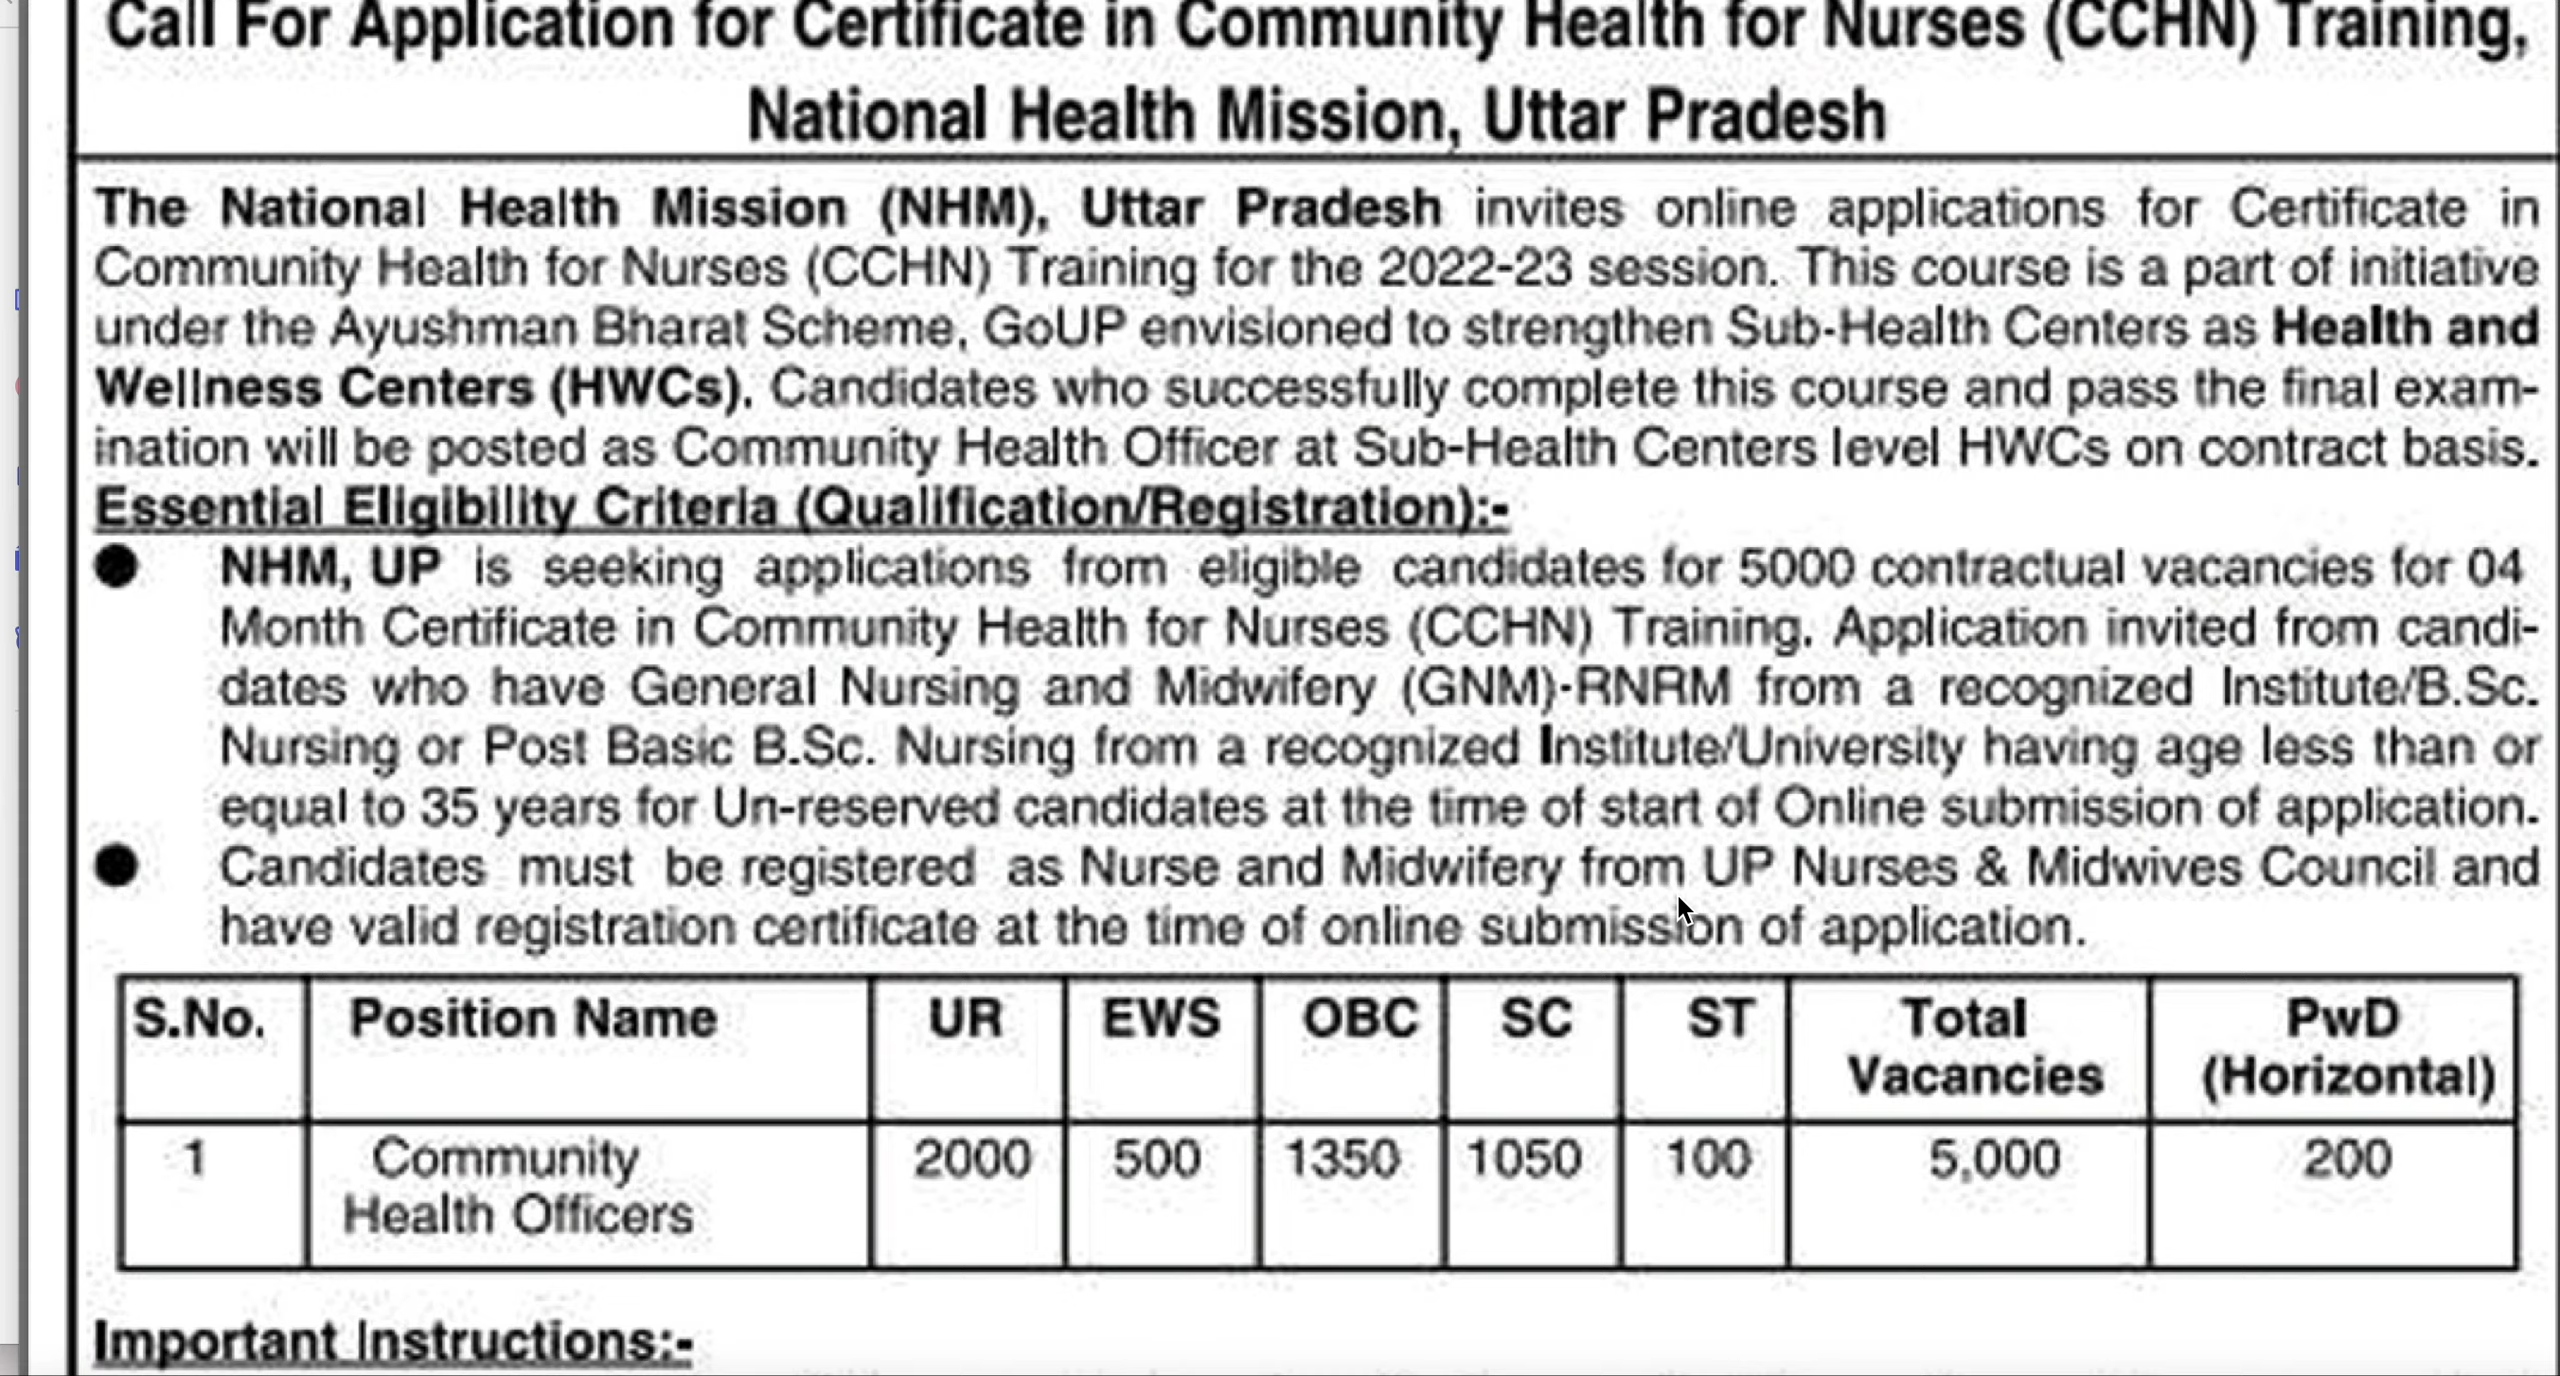 Call For Application for Certificate in Community Health for Nurses (CCHN) Training,
National Health Mission, Uttar Pradesh
The National Health Mission (NHM), Uttar Pradesh invites online applications for Certificate in
Community Health for Nurses (CCHN) Training for the 2022-23 session. This course is a part of initiative
under the Ayushman Bharat Scheme, GoUP envisioned to strengthen Sub-Health Centers as Health and
Wellness Centers (HWCs). Candidates who successfully complete this course and pass the final exam-
ination will be posted as Community Health Officer at Sub-Health Centers level HWCs on contract basis.
Essential Eligibility Criteria (Qualification/Registration):-
● NHM, UP is seeking applications from eligible candidates for 5000 contractual vacancies for 04
Month Certificate in Community Health for Nurses (CCHN) Training. Application invited from candi-
dates who have General Nursing and Midwifery (GNM)-RNRM from a recognized Institute/B.Sc.
Nursing or Post Basic B.Sc. Nursing from a recognized Institute/University having age less than or
equal to 35 years for Un-reserved candidates at the time of start of Online submission of application.
● Candidates must be registered as Nurse and Midwifery from UP Nurses & Midwives Council and
have valid registration certificate at the time of online submission of application.
S.No. Position Name UR EWS OBC SC ST Total PwD
Vacancies (Horizontal)
1 Community 2000 500 1350 1050 100 5,000 200
Health Officers
Important Instructions:-